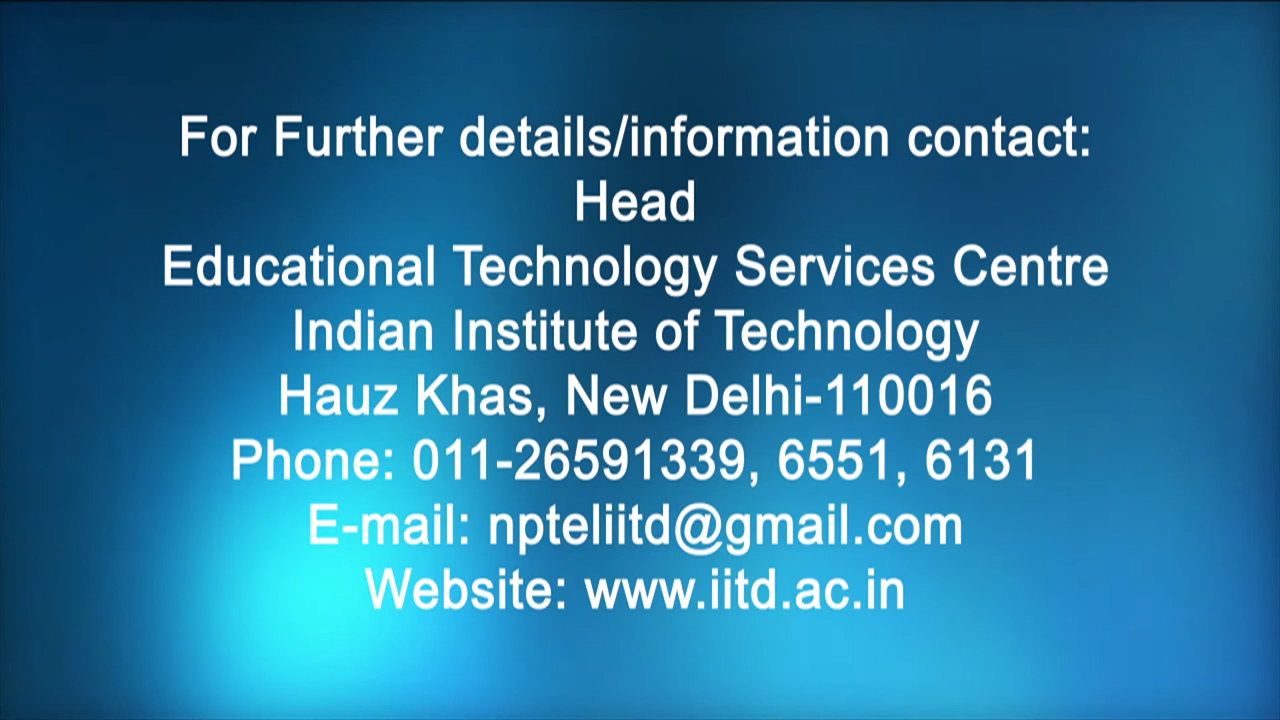 For Further details/information contact:
Head
Educational Technology Services Centre
Indian Institute of Technology
Hauz Khas, New Delhi-110016
Phone: 011-26591339, 6551, 6131
E-mail: npteliitd@gmail.com
Website: www.iitd.ac.in